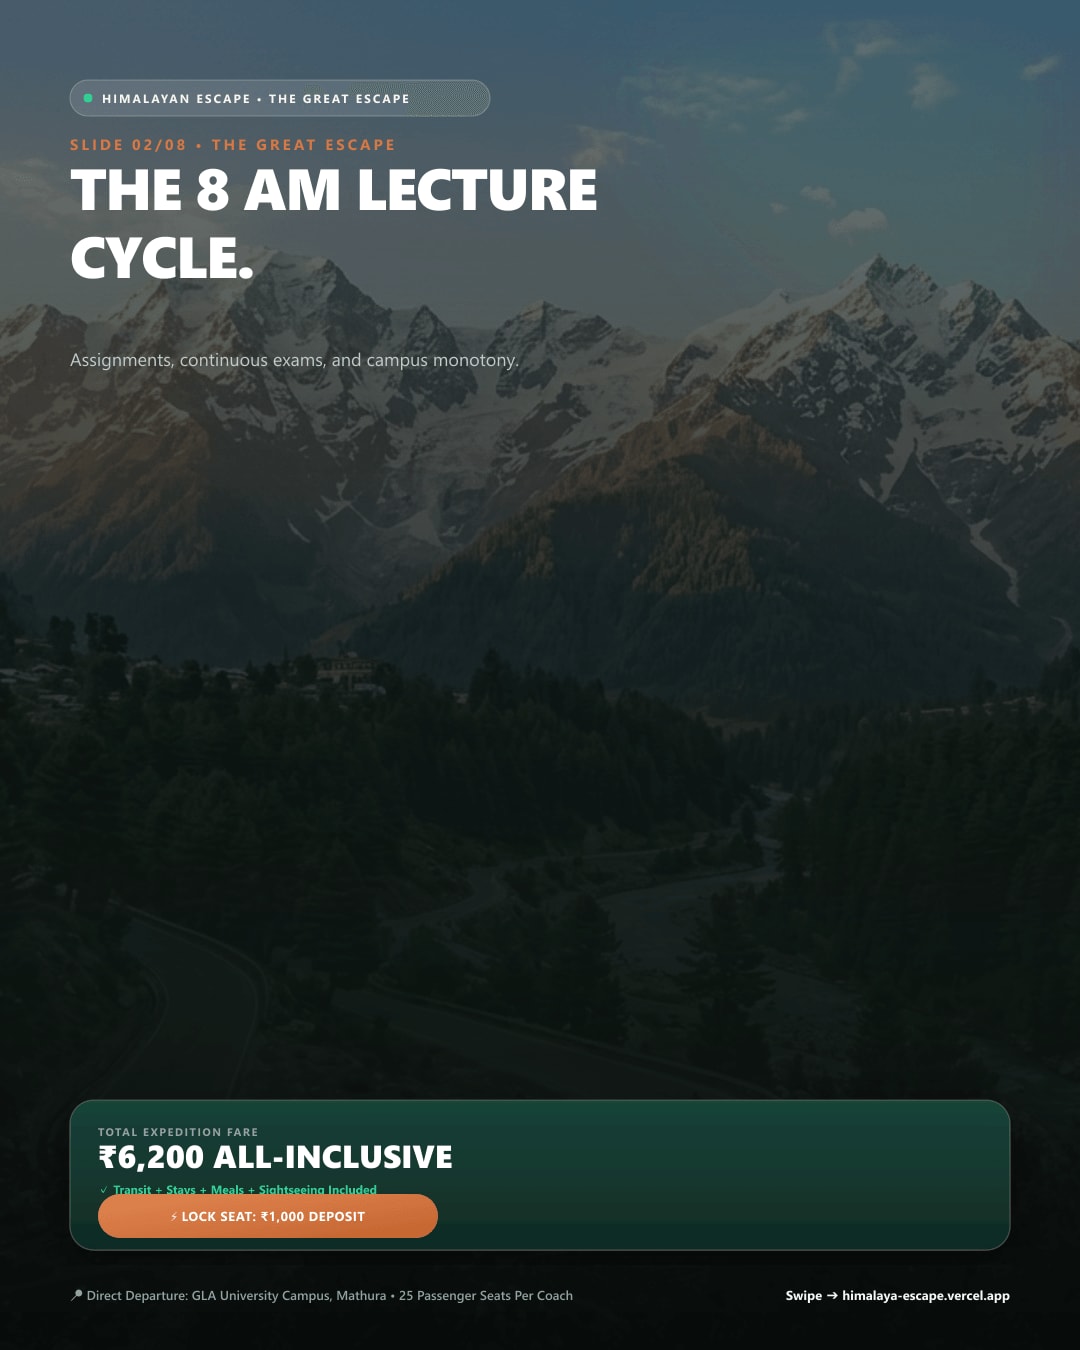 HIMALAYAN ESCAPE • THE GREAT ESCAPE
SLIDE 02/08 • THE GREAT ESCAPE
THE 8 AM LECTURE
CYCLE.
Assignments, continuous exams, and campus monotony.
TOTAL EXPEDITION FARE
₹6,200 ALL-INCLUSIVE
✓ Transit + Stays + Meals + Sightseeing Included
⚡ LOCK SEAT: ₹1,000 DEPOSIT
📍 Direct Departure: GLA University Campus, Mathura • 25 Passenger Seats Per Coach
Swipe → himalaya-escape.vercel.app